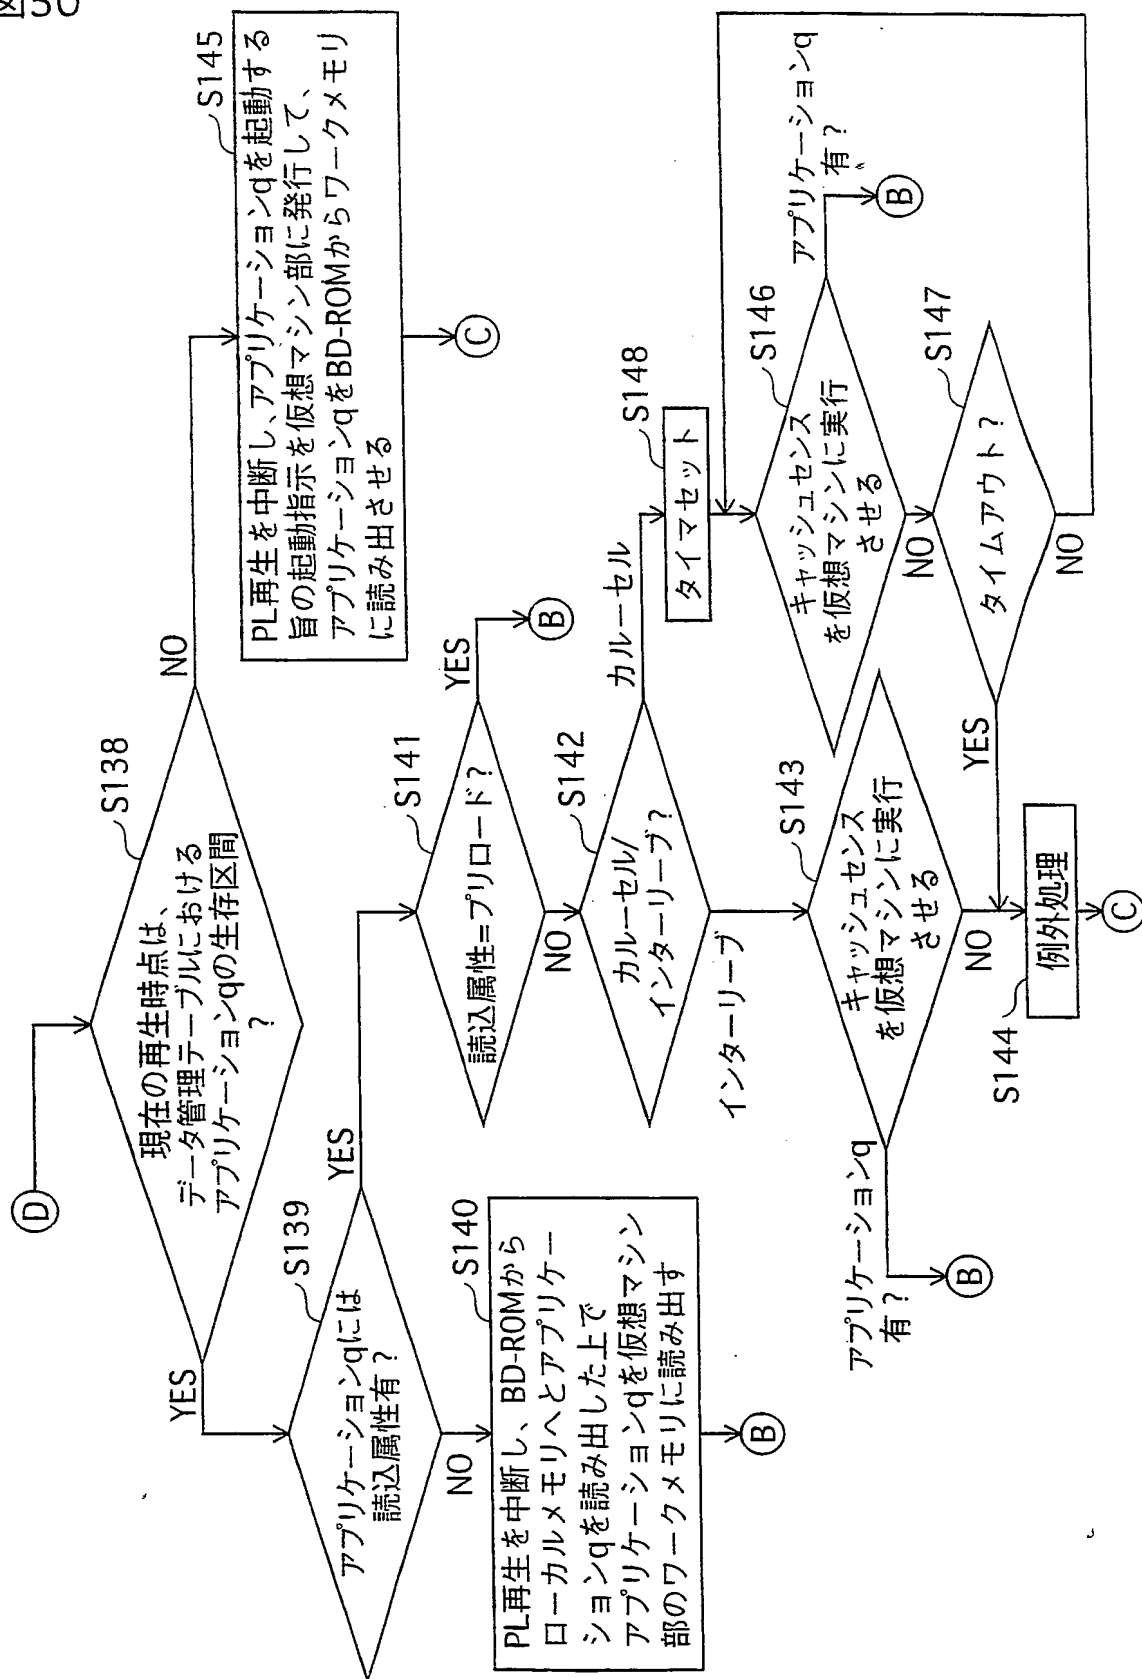 図50
D
S138
現在の再生時点は、
データ管理テーブルにおける
アプリケーションqの生存区間
?
YES
NO
S145
PL再生を中断し、アプリケーションqを起動する
旨の起動指示を仮想マシン部に発行して、
アプリケーションqをBD-ROMからワークメモリ
に読み出させる
C
S139
アプリケーションqには
読込属性有?
YES
NO
S140
PL再生を中断し、BD-ROMから
ローカルメモリへとアプリケー
ションqを読み出した上で
アプリケーションqを仮想マシン
部のワークメモリに読み出す
B
S141
読込属性=プリロード?
YES
B
NO
S142
カルーセル/
インターリーブ?
カルーセル
インターリーブ
S148
タイマセット
S143
キャッシュセンス
を仮想マシンに実行
させる
アプリケーションq
有?
B
NO
S144
例外処理
C
S146
キャッシュセンス
を仮想マシンに実行
させる
アプリケーションq
有?
B
NO
S147
タイムアウト?
YES
NO